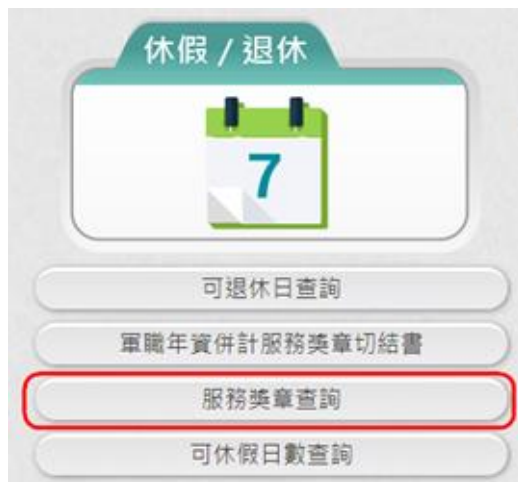 休假 / 退休
7
可退休日查詢
軍職年資併計服務獎章切結書
服務獎章查詢
可休假日數查詢